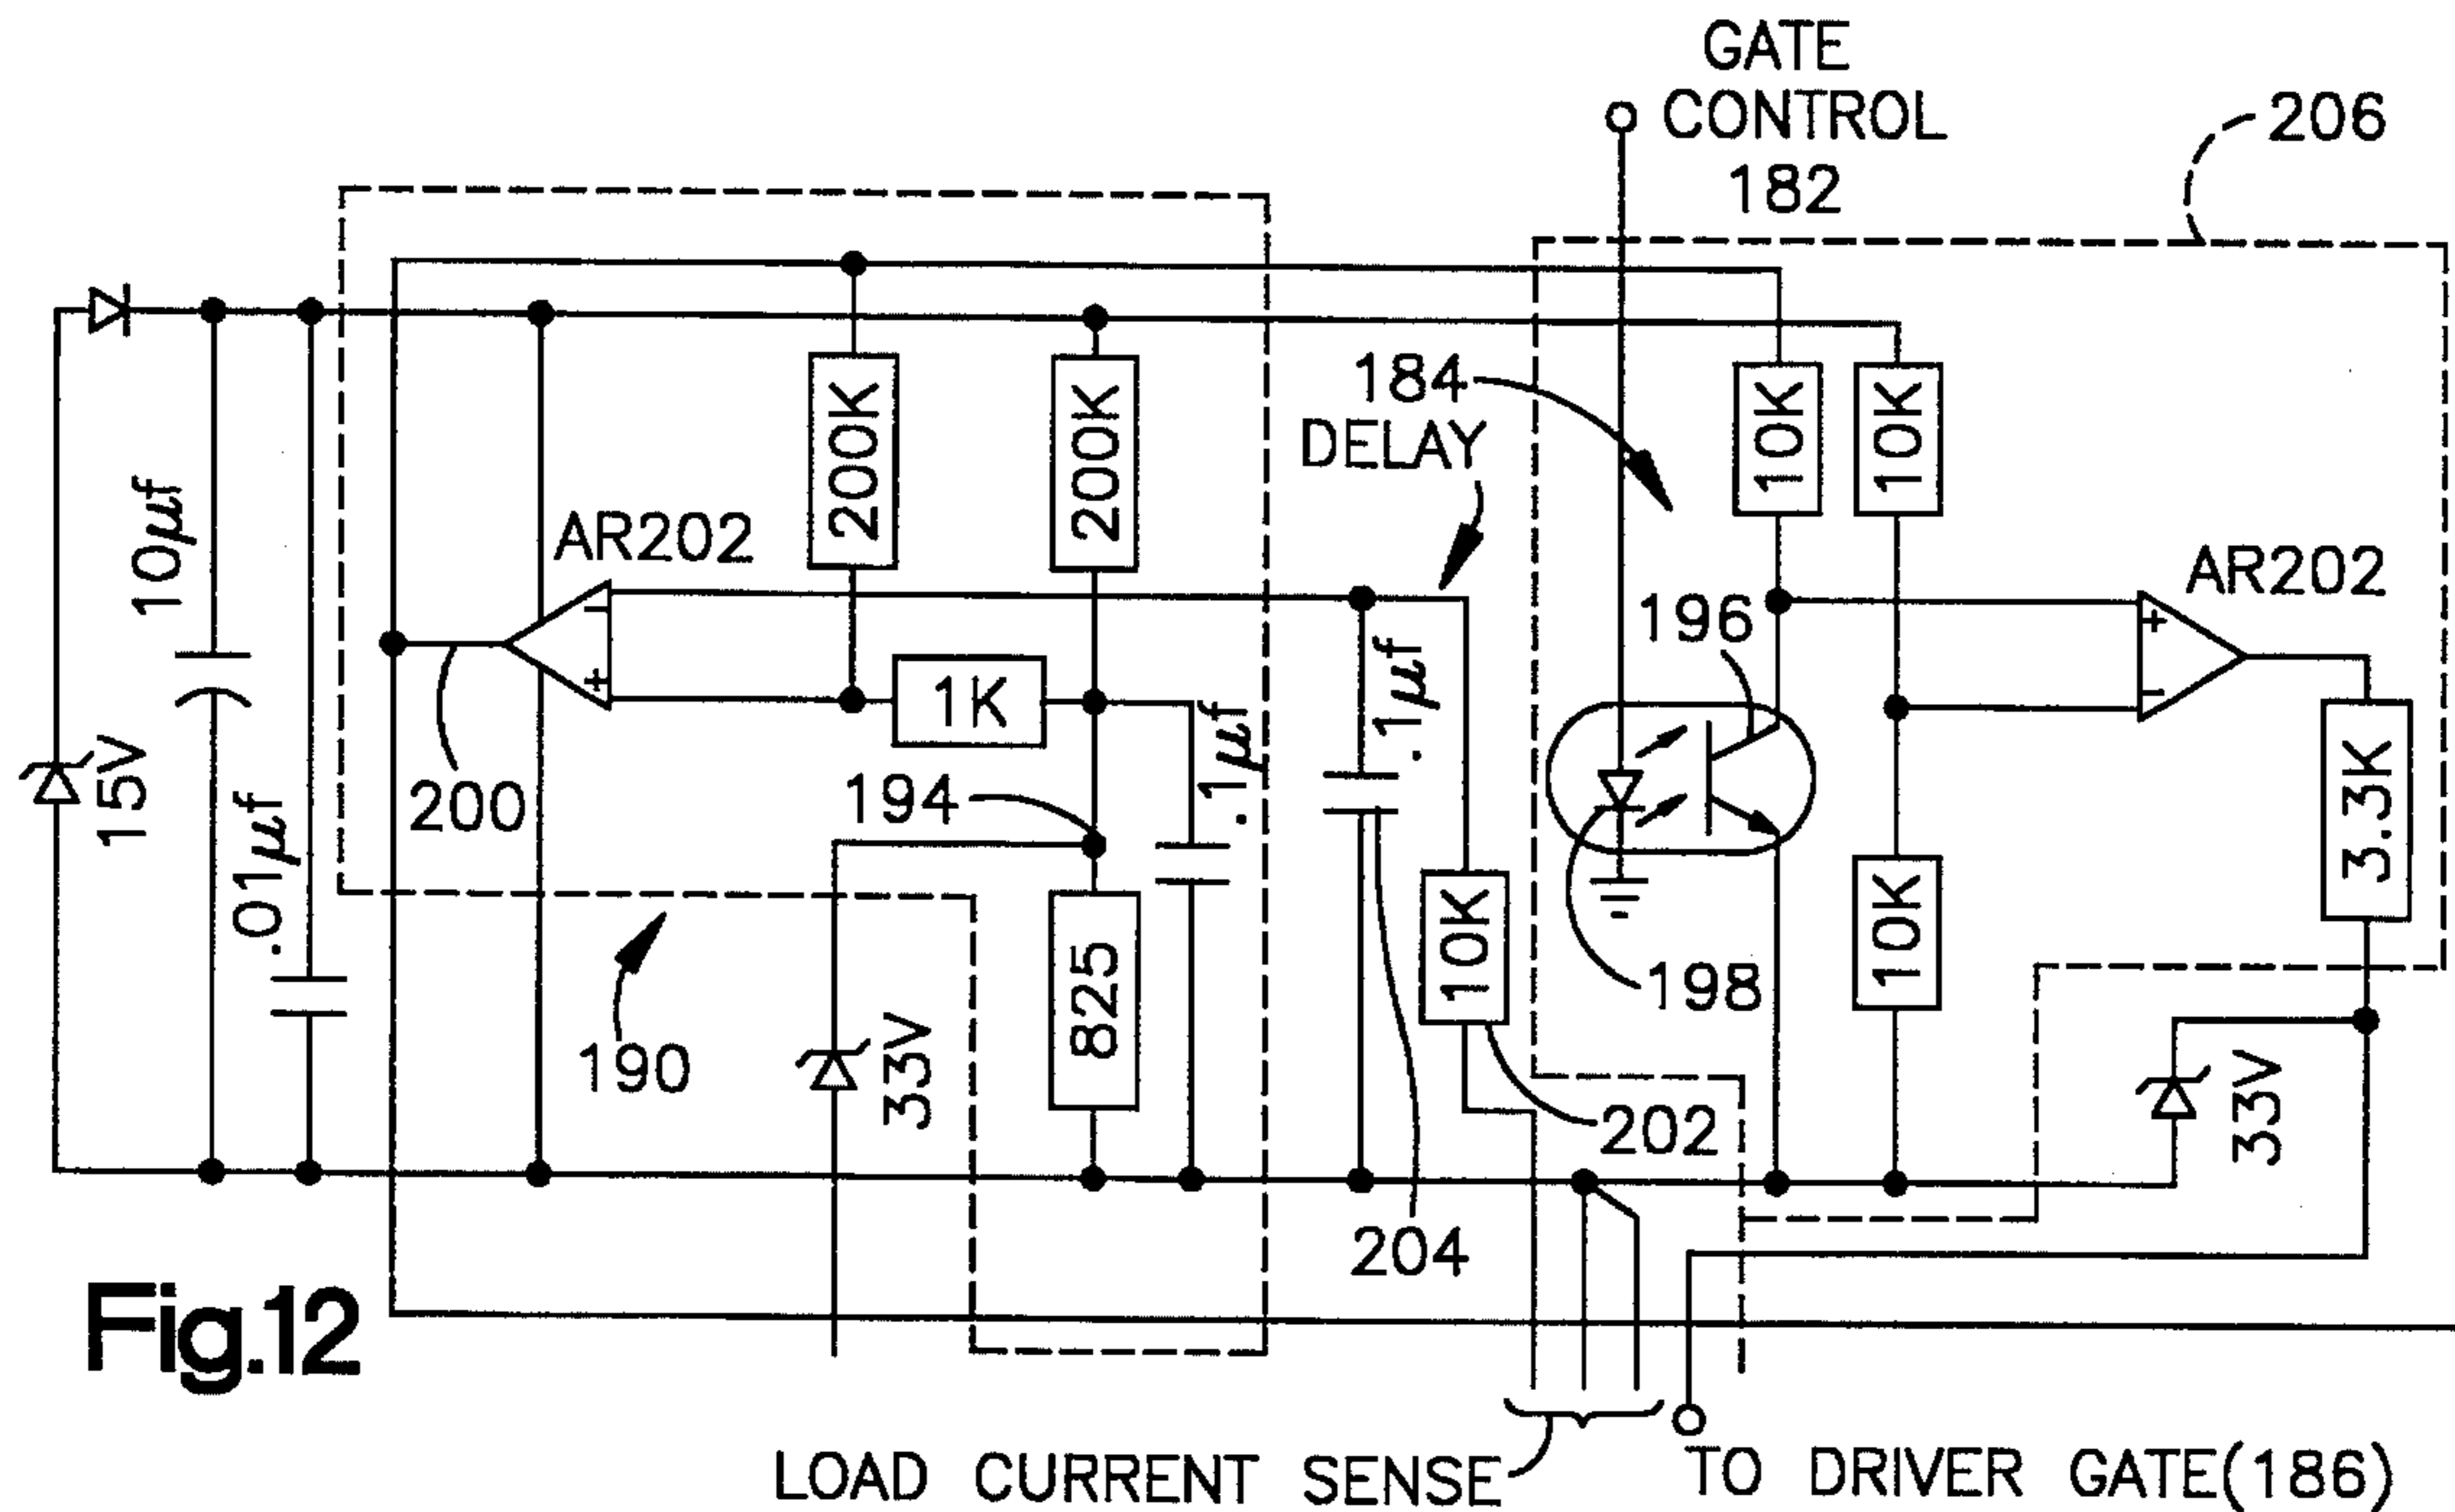 GATE
CONTROL
182
206
184
DELAY
200K
200K
10K
10K
10µf
AR202
AR202
196
1K
.1µf
.1µf
15V
200
194
3.3K
.01µf
10K
10K
198
825
190
33V
202
33V
204
Fig.12
LOAD CURRENT SENSE
TO DRIVER GATE(186)